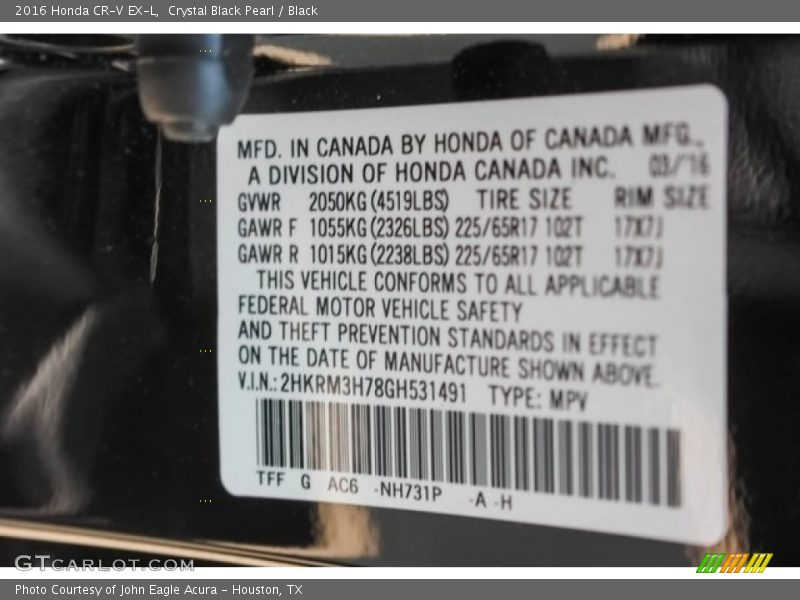 2016 Honda CR-V EX-L, Crystal Black Pearl / Black
MFD. IN CANADA BY HONDA OF CANADA MFG.,
A DIVISION OF HONDA CANADA INC. 03/'16
GVWR 2050KG(4519LBS) TIRE SIZE RIM SIZE
GAWR F 1055KG(2326LBS) 225/65R17 102T 17X7J
GAWR R 1015KG(2238LBS) 225/65R17 102T 17X7J
THIS VEHICLE CONFORMS TO ALL APPLICABLE
FEDERAL MOTOR VEHICLE SAFETY
AND THEFT PREVENTION STANDARDS IN EFFECT
ON THE DATE OF MANUFACTURE SHOWN ABOVE.
V.I.N.: 2HKRM3H78GH531491 TYPE: MPV
TFF G AC6 -NH731P -A -H
GTCARLOT.COM
Photo Courtesy of John Eagle Acura - Houston, TX